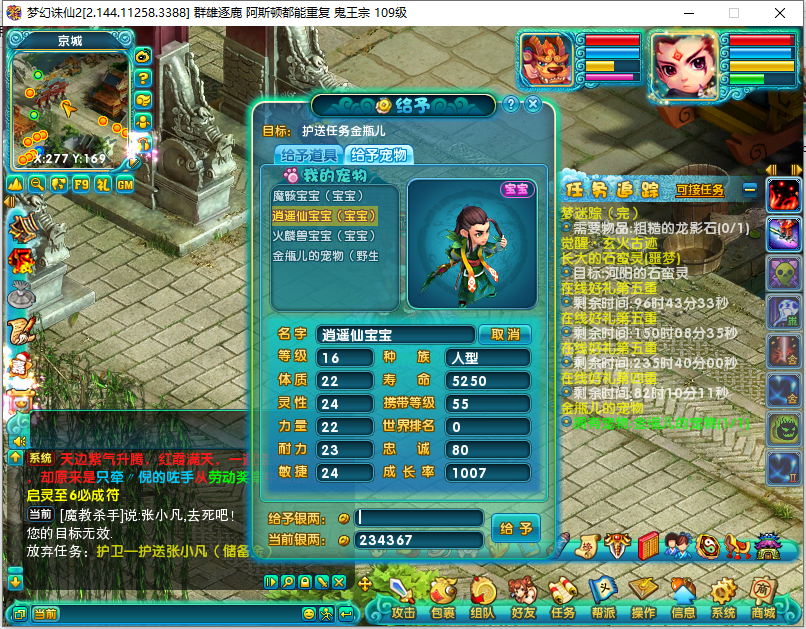 梦幻诛仙2[2.144.11258.3388] 群雄逐鹿 阿斯顿都能重复 鬼王宗 109级
京城
X:277 Y:169
F9 礼 GM
给予
目标: 护送任务金瓶儿
给予道具 给予宠物
我的宠物
魔骸宝宝（宝宝）
逍遥仙宝宝（宝宝）
火麟兽宝宝（宝宝）
金瓶儿的宠物（野生
宝宝
名字 逍遥仙宝宝 取消
等级 16 种族 人型
体质 22 寿命 5250
灵性 24 携带等级 55
力量 22 世界排名 0
耐力 23 忠诚 80
敏捷 24 成长率 1007
给予银两:
当前银两: 234367
给予
任务追踪 可接任务
梦迷踪（完）
需要物品:粗糙的龙影石(0/1)
觉醒·玄火古迹
长大的石蛮灵(噩梦)
目标:河阳的石蛮灵
在线好礼第五重
剩余时间:96时43分33秒
在线好礼第五重
剩余时间:150时08分35秒
在线好礼第五重
剩余时间:235时40分00秒
在线好礼第四重
剩余时间:82时10分11秒
金瓶儿的宠物
系统 天边紫气升腾，红霞满天，一
，却原来是只牵〃倪的咗手从劳动奖
启灵至6必成符
当前 [魔教杀手]说:张小凡,去死吧!
您的目标无效.
放弃任务：护卫—护送张小凡（储备金）
当前
攻击 包裹 组队 好友 任务 帮派 操作 信息 系统 商城